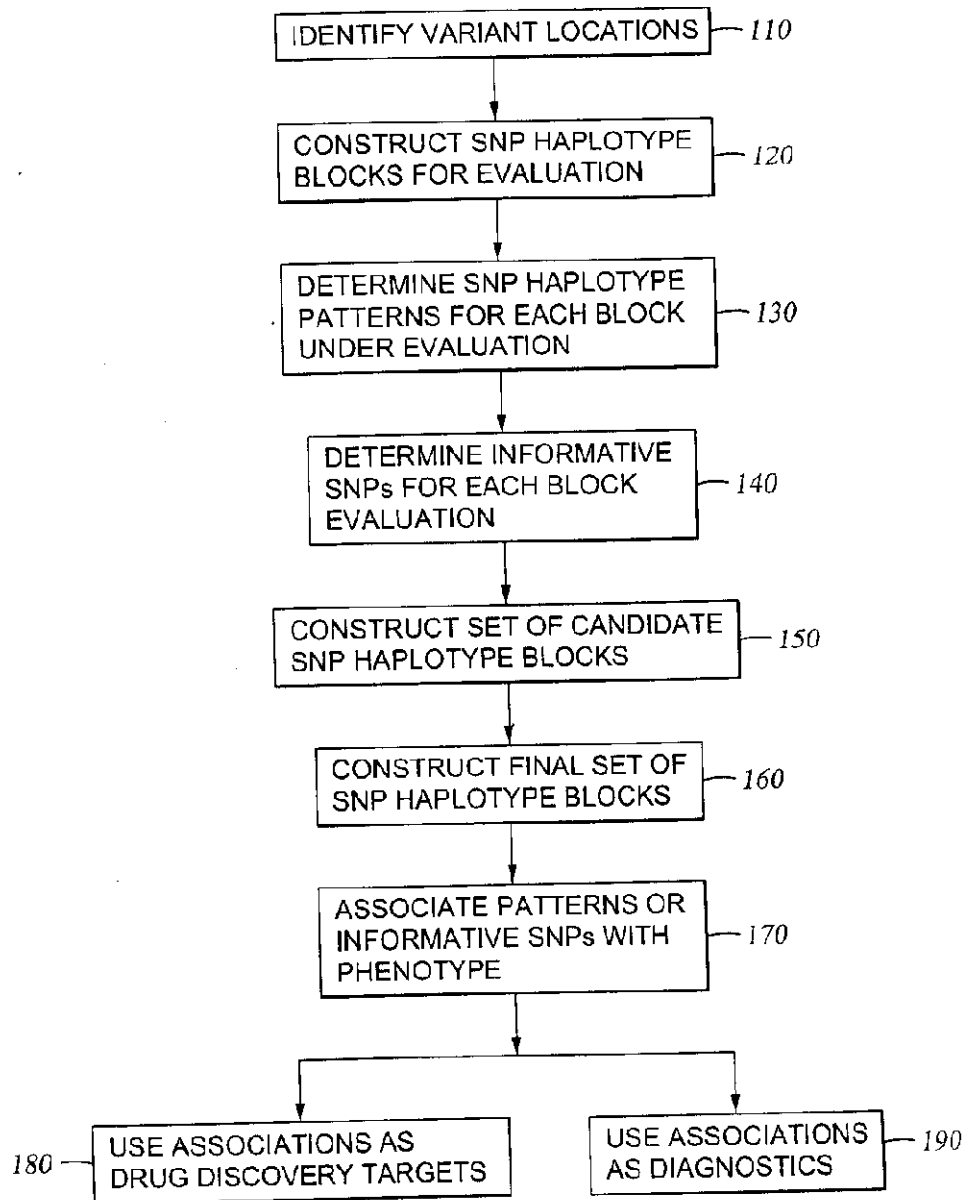 IDENTIFY VARIANT LOCATIONS 110
CONSTRUCT SNP HAPLOTYPE
BLOCKS FOR EVALUATION
120
DETERMINE SNP HAPLOTYPE
PATTERNS FOR EACH BLOCK
UNDER EVALUATION
130
DETERMINE INFORMATIVE
SNPs FOR EACH BLOCK
EVALUATION
140
CONSTRUCT SET OF CANDIDATE
SNP HAPLOTYPE BLOCKS
150
CONSTRUCT FINAL SET OF
SNP HAPLOTYPE BLOCKS
160
ASSOCIATE PATTERNS OR
INFORMATIVE SNPs WITH
PHENOTYPE
170
180
USE ASSOCIATIONS AS
DRUG DISCOVERY TARGETS
USE ASSOCIATIONS
AS DIAGNOSTICS
190